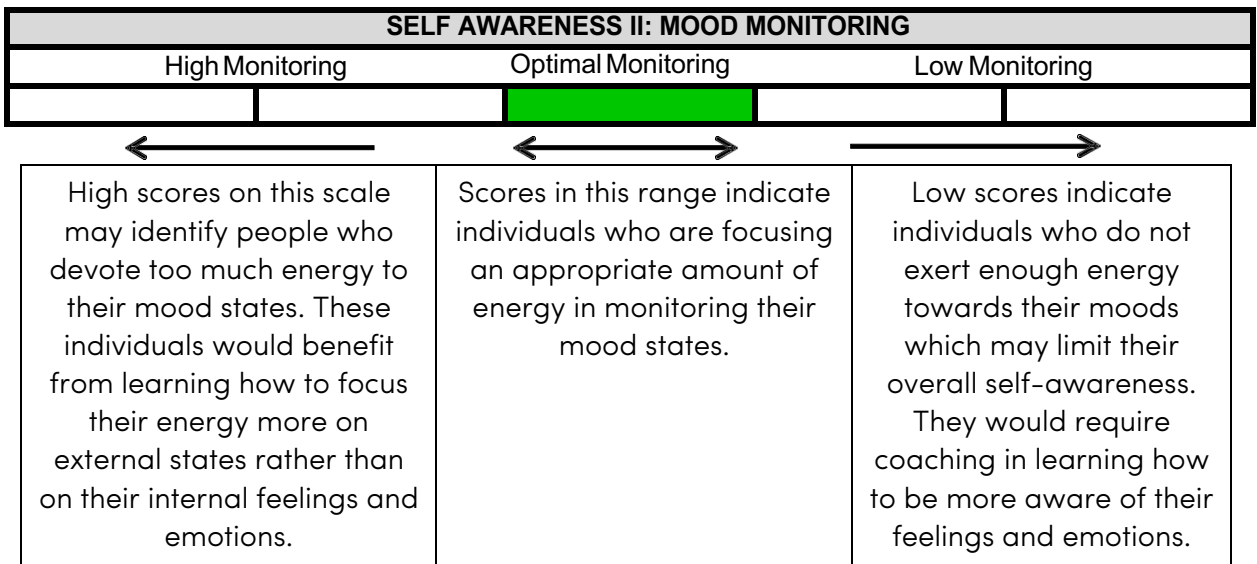 SELF AWARENESS II: MOOD MONITORING
High Monitoring
Optimal Monitoring
Low Monitoring
High scores on this scale
may identify people who
devote too much energy to
their mood states. These
individuals would benefit
from learning how to focus
their energy more on
external states rather than
on their internal feelings and
emotions.
Scores in this range indicate
individuals who are focusing
an appropriate amount of
energy in monitoring their
mood states.
Low scores indicate
individuals who do not
exert enough energy
towards their moods
which may limit their
overall self-awareness.
They would require
coaching in learning how
to be more aware of their
feelings and emotions.